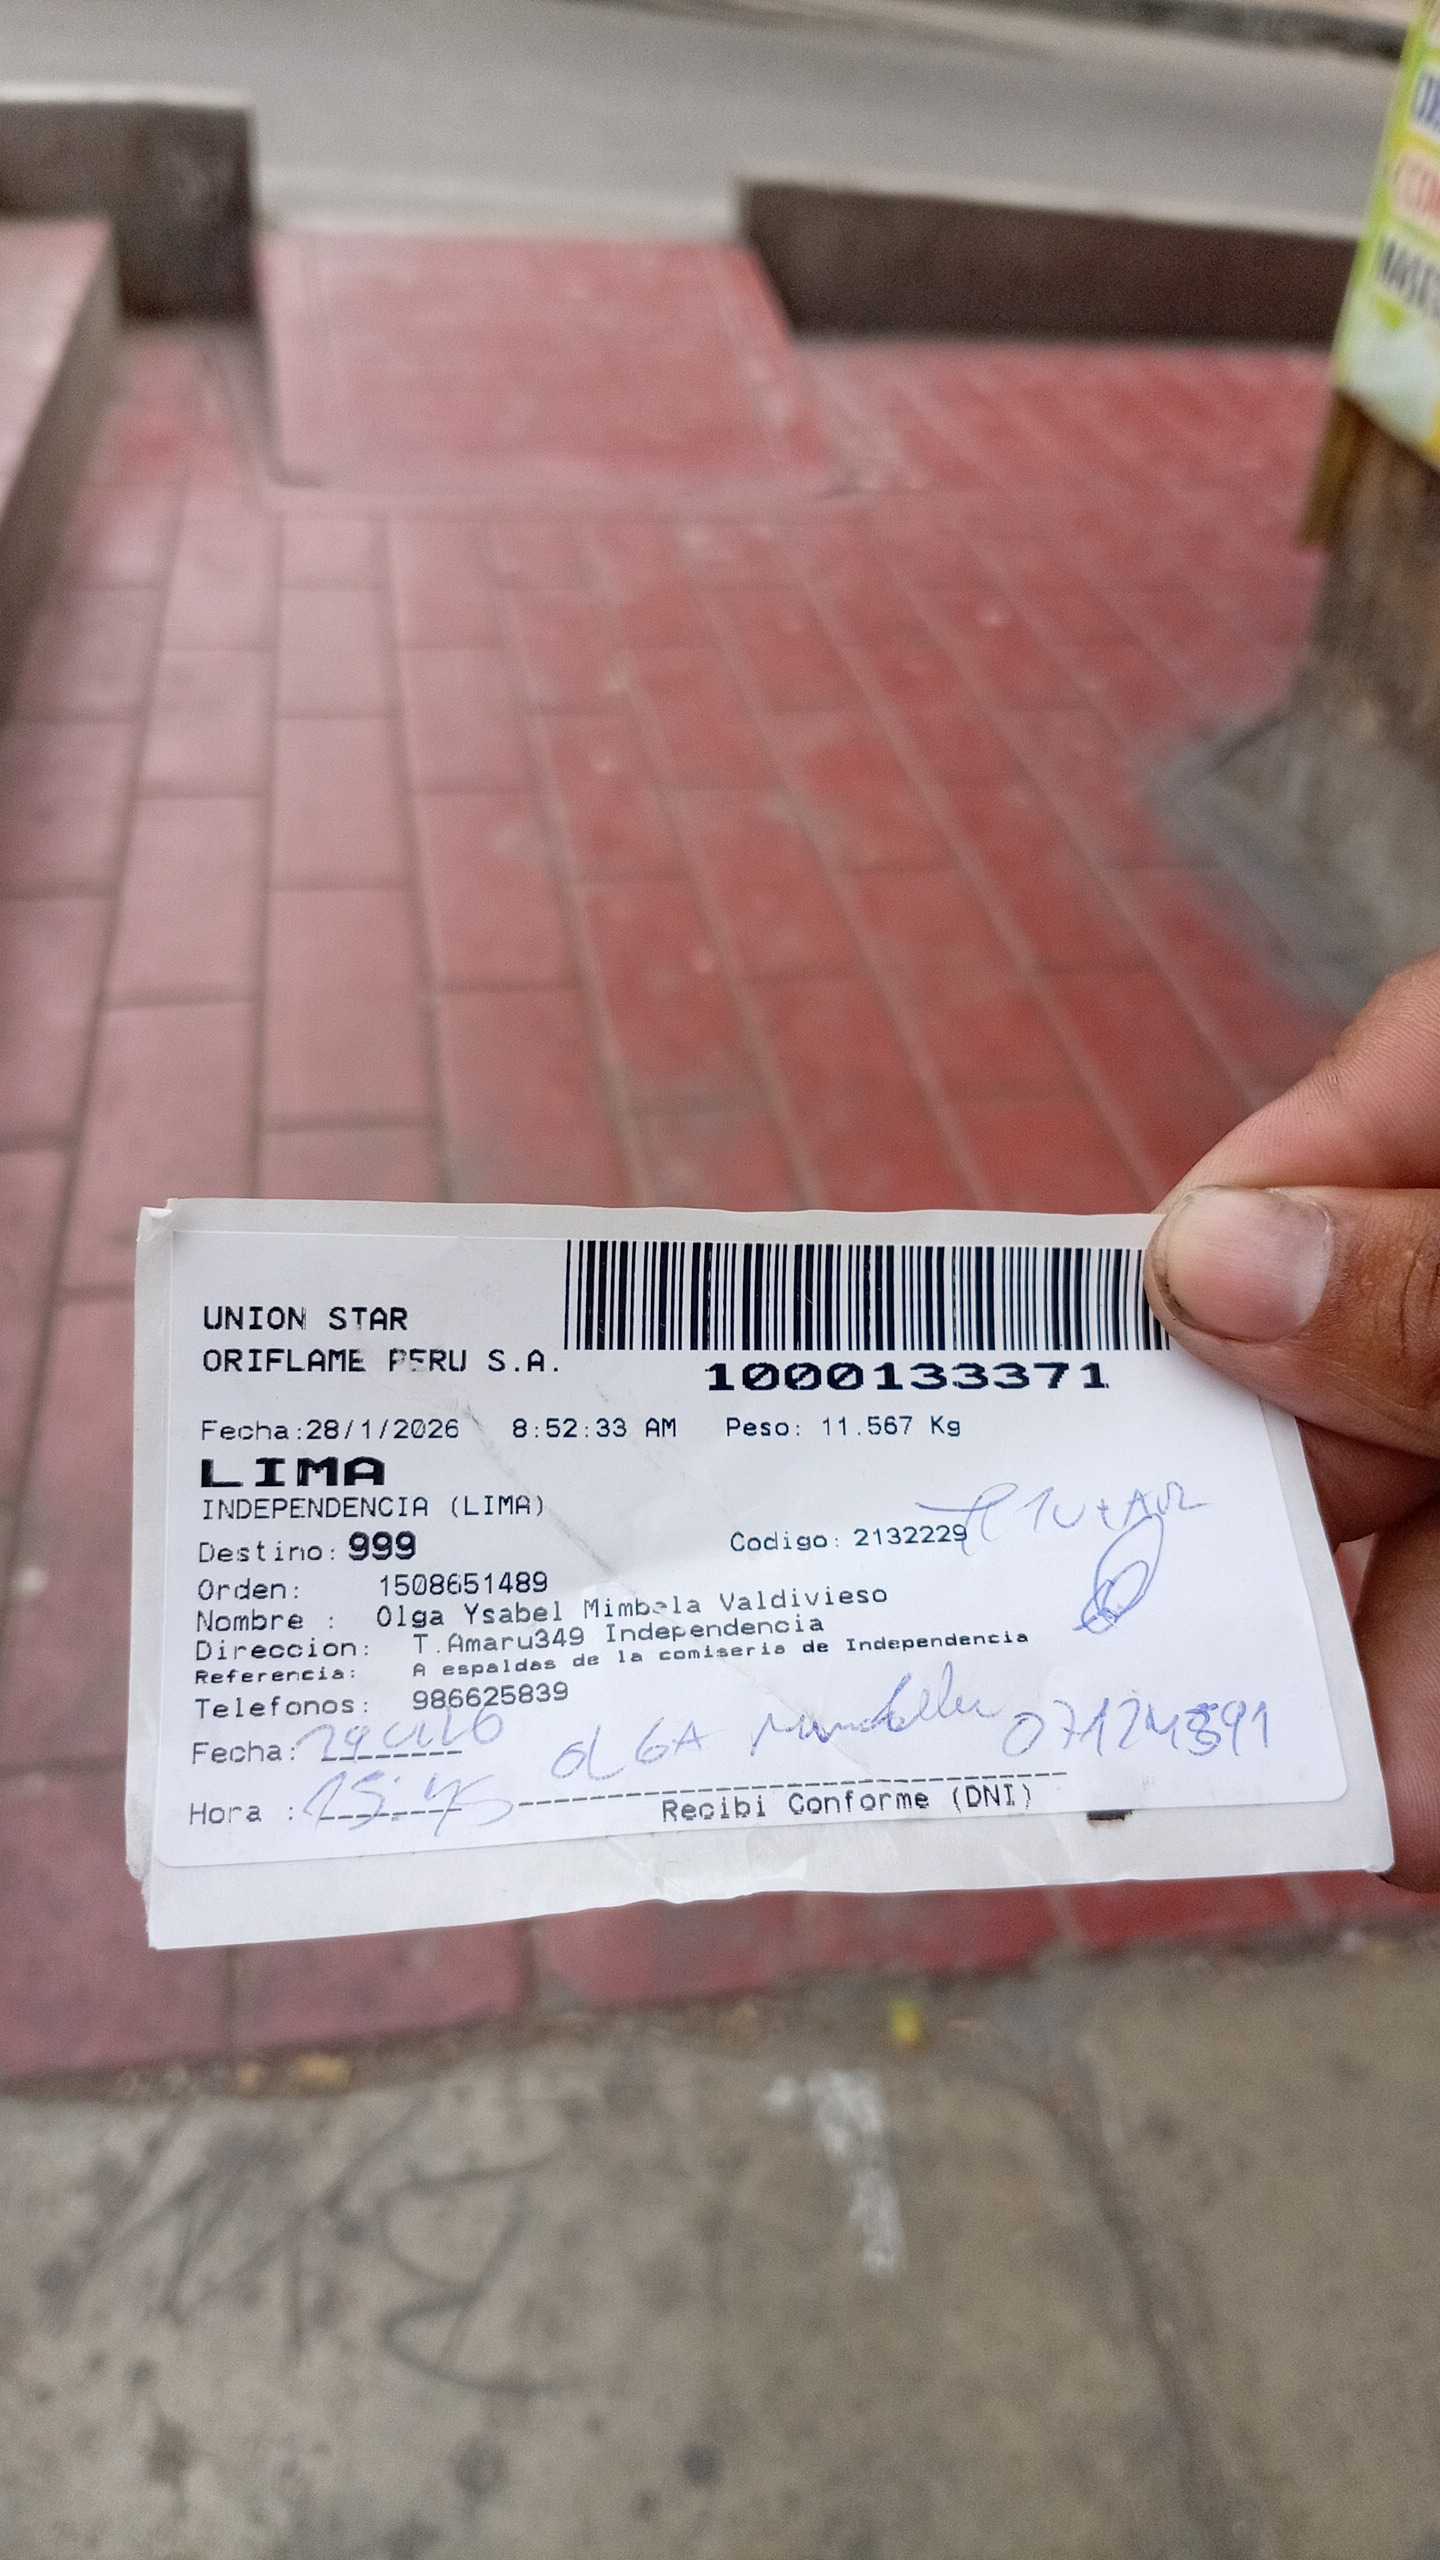 UNION STAR
ORIFLAME PERU S.A.
1000133371
Fecha:28/1/2026 8:52:33 AM Peso: 11.567 Kg
LIMA
INDEPENDENCIA (LIMA)
Destino: 999
Codigo: 2132229
Orden: 1508651489
Nombre : Olga Ysabel Mimbela Valdivieso
Direccion: T.Amaru349 Independencia
Referencia: A espaldas de la comiseria de Independencia
Telefonos: 986625839
Fecha:
OLGA
Hora : 15:45
Recibi Conforme (DNI)